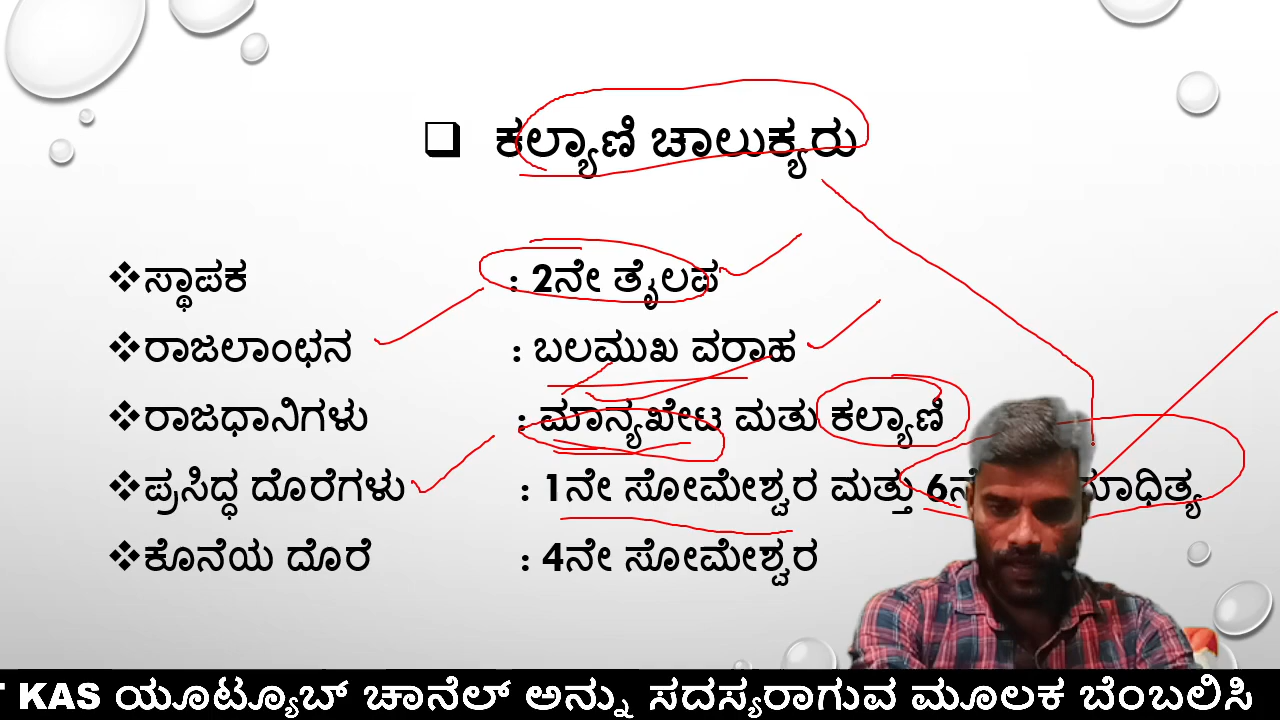 ಕಲ್ಯಾಣಿ ಚಾಲುಕ್ಯರು
ಸ್ಥಾಪಕ : 2ನೇ ತೈಲಪ
ರಾಜಲಾಂಛನ : ಬಲಮುಖ ವರಾಹ
ರಾಜಧಾನಿಗಳು : ಮಾನ್ಯಖೇಟ ಮತು ಕಲ್ಯಾಣಿ
ಪ್ರಸಿದ್ಧ ದೊರೆಗಳು : 1ನೇ ಸೋಮೇಶ್ವರ ಮತ್ತು
ಕೊನೆಯ ದೊರೆ : 4ನೇ ಸೋಮೇಶ್ವರ
KAS ಯೂಟ್ಯೂಬ್ ಚಾನೆಲ್ ಅನ್ನು ಸದಸ್ಯರಾಗುವ ಮೂಲಕ ಬೆಂಬಲಿಸಿ